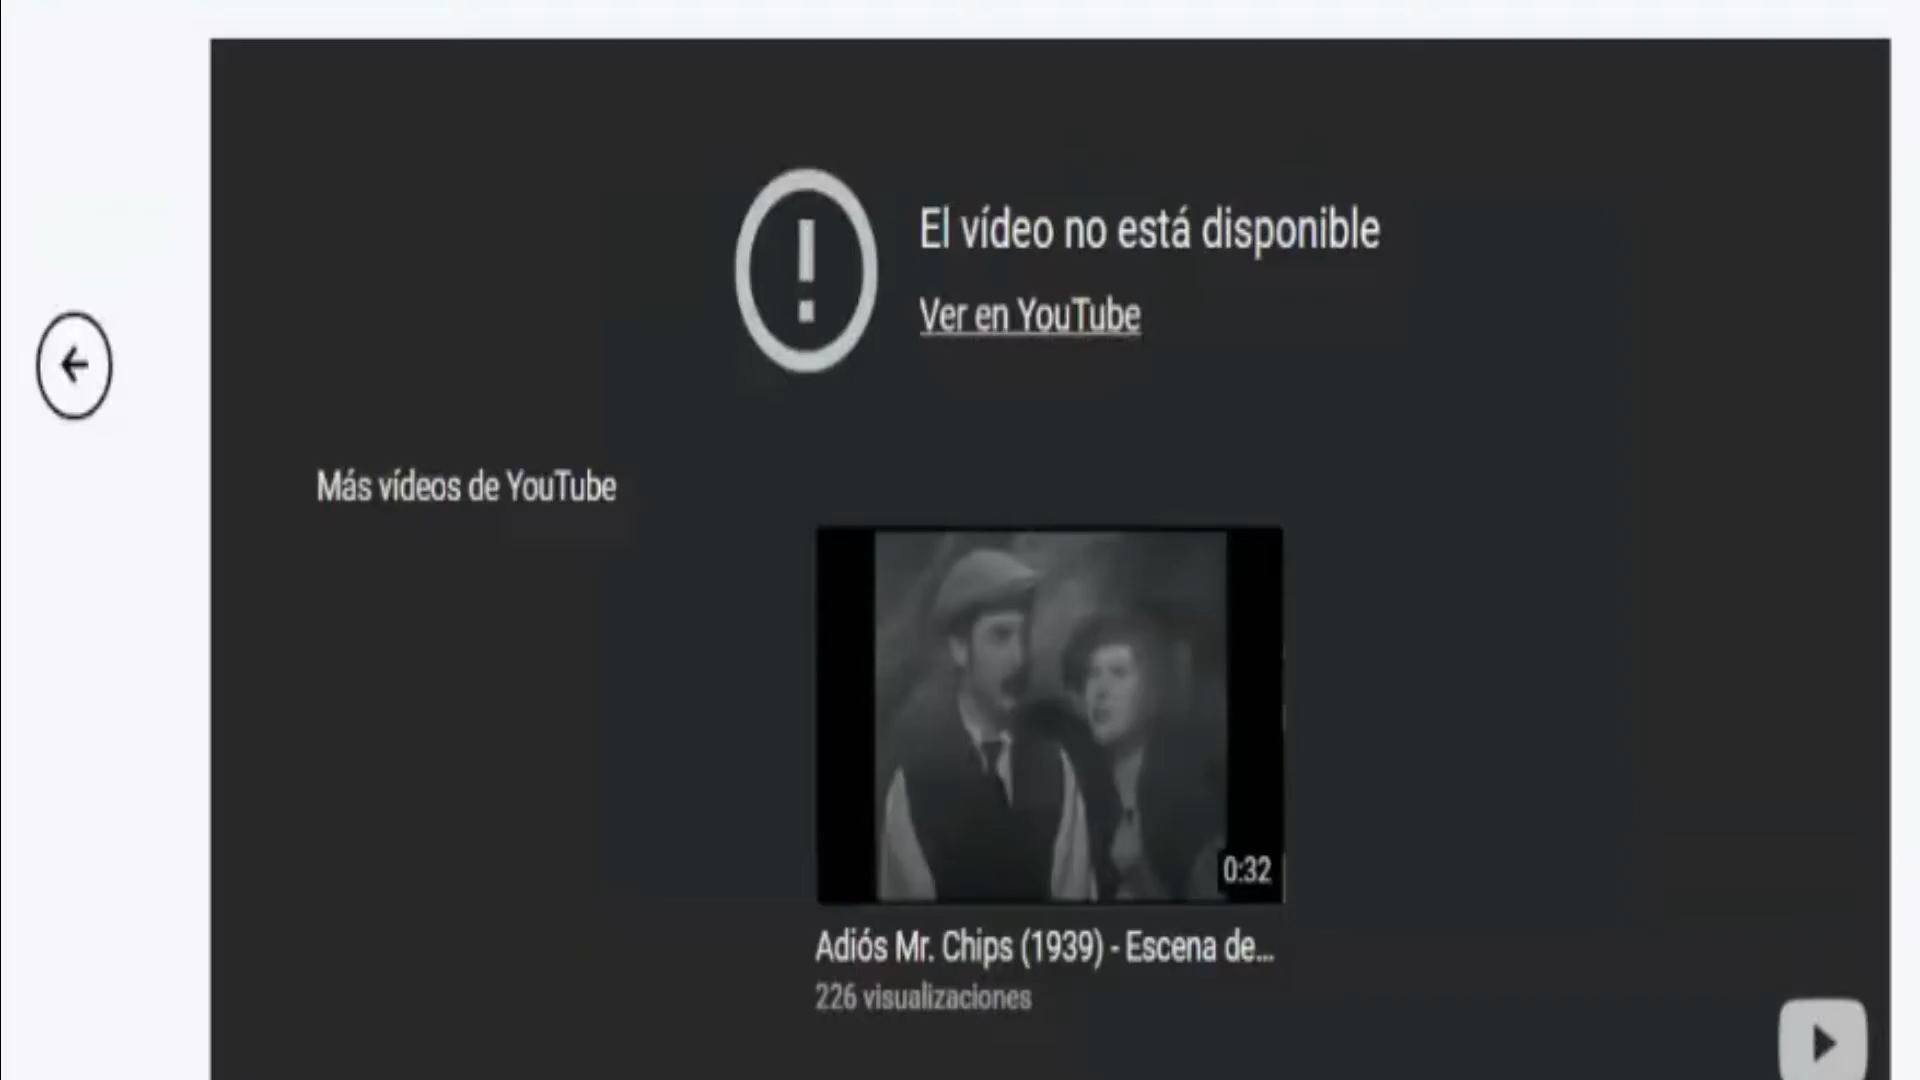 El vídeo no está disponible
Ver en YouTube
Más vídeos de YouTube
0:32
Adiós Mr. Chips (1939) - Escena de...
226 visualizaciones